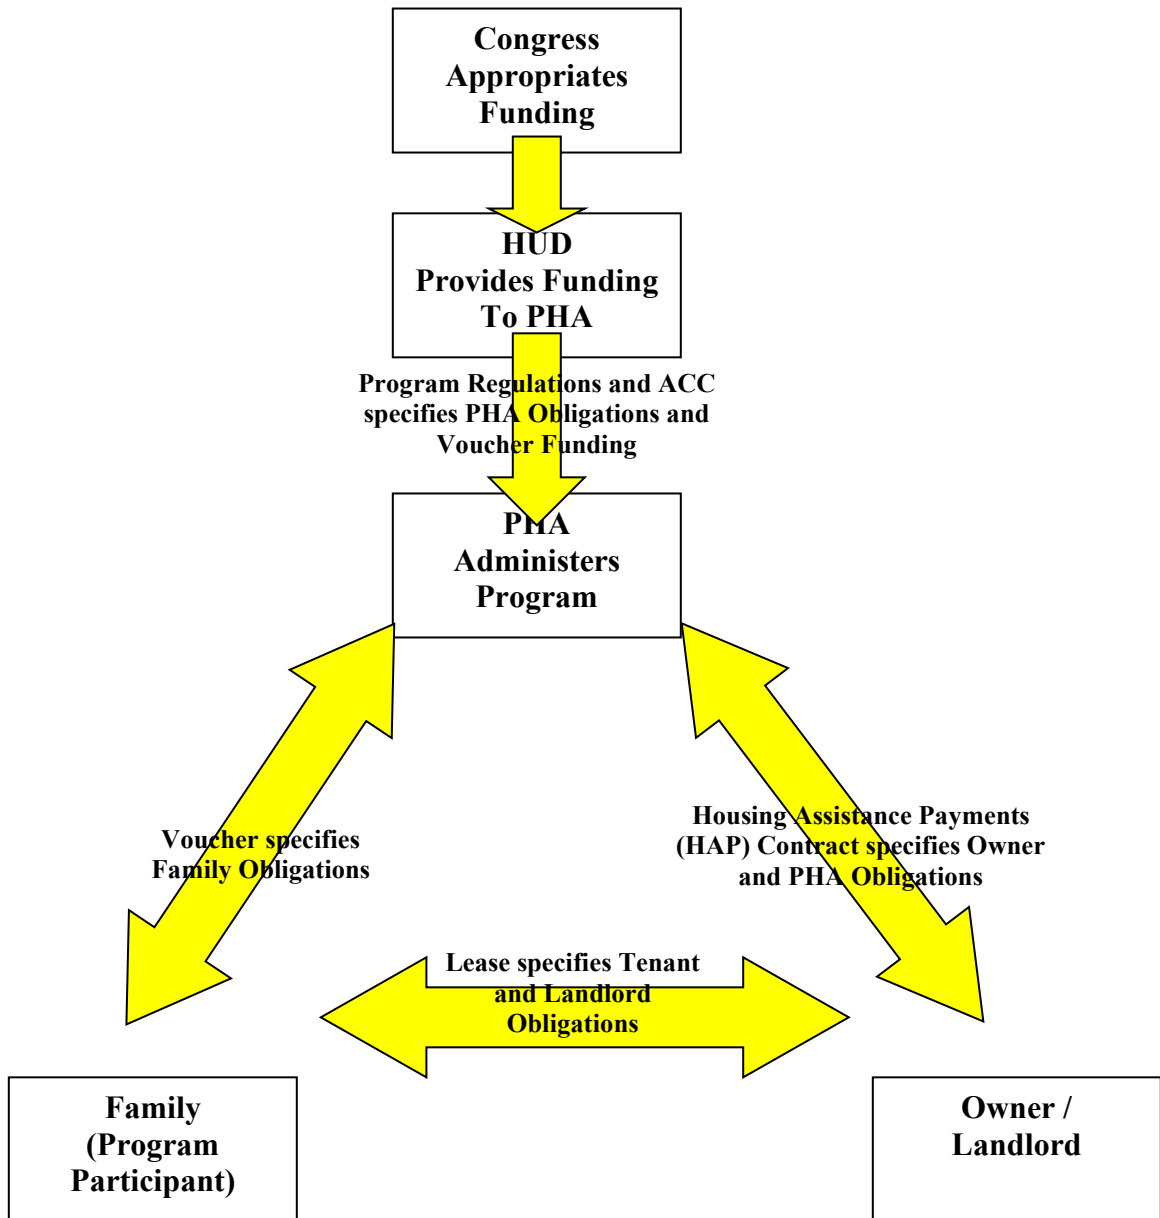 Congress
Appropriates
Funding
HUD
Provides Funding
To PHA
Program Regulations and ACC
specifies PHA Obligations and
Voucher Funding
PHA
Administers
Program
Voucher specifies
Family Obligations
Housing Assistance Payments
(HAP) Contract specifies Owner
and PHA Obligations
Lease specifies Tenant
and Landlord
Obligations
Family
(Program
Participant)
Owner /
Landlord